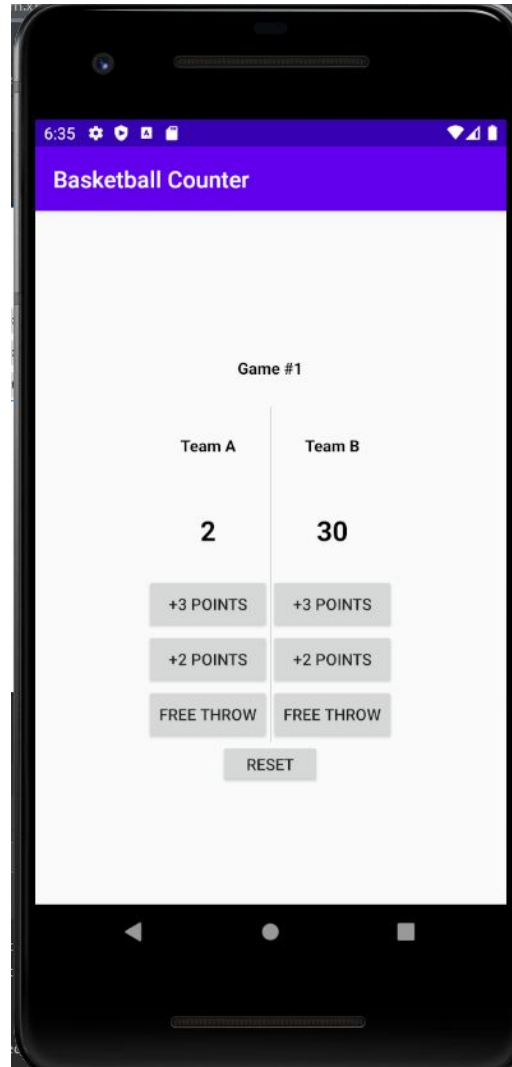 6:35
Basketball Counter
Game #1
Team A Team B
2 30
+3 POINTS +3 POINTS
+2 POINTS +2 POINTS
FREE THROW FREE THROW
RESET